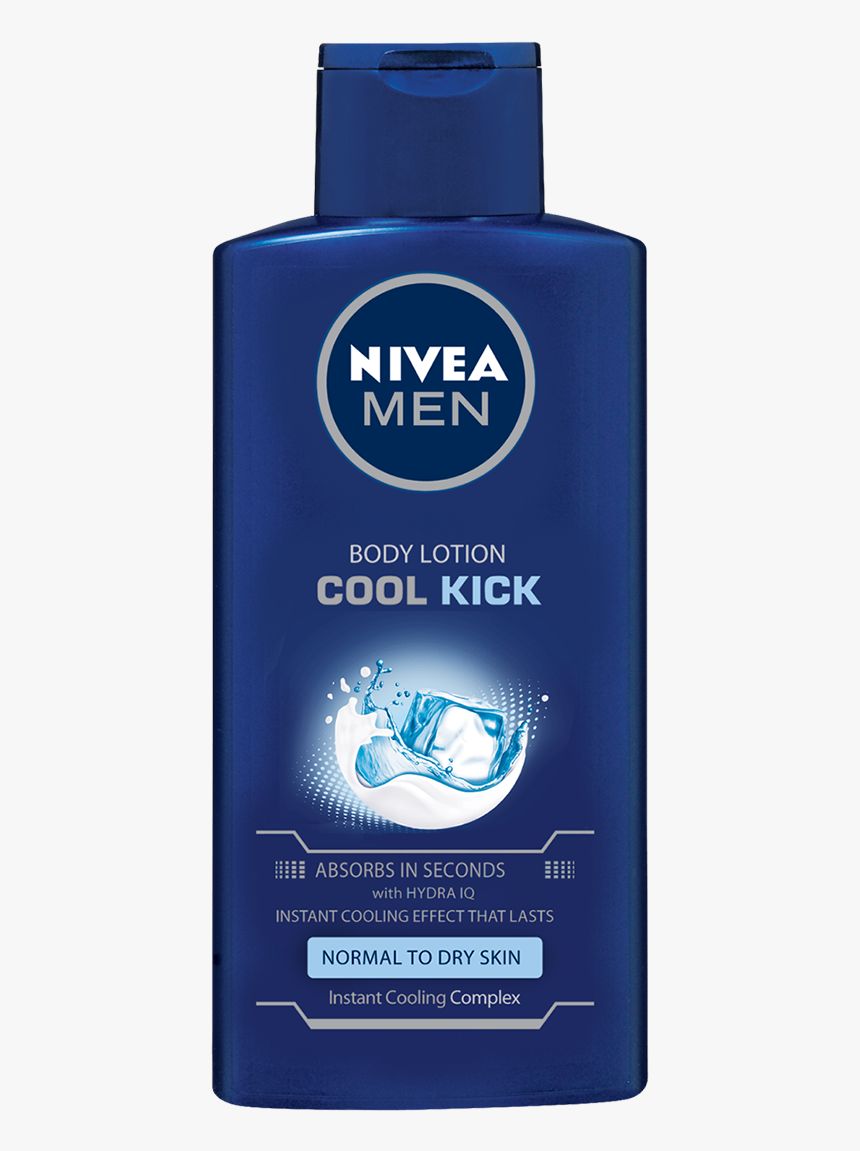 NIVEA
MEN
BODY LOTION
COOL KICK
ABSORBS IN SECONDS
with HYDRA IQ
INSTANT COOLING EFFECT THAT LASTS
NORMAL TO DRY SKIN
Instant Cooling Complex